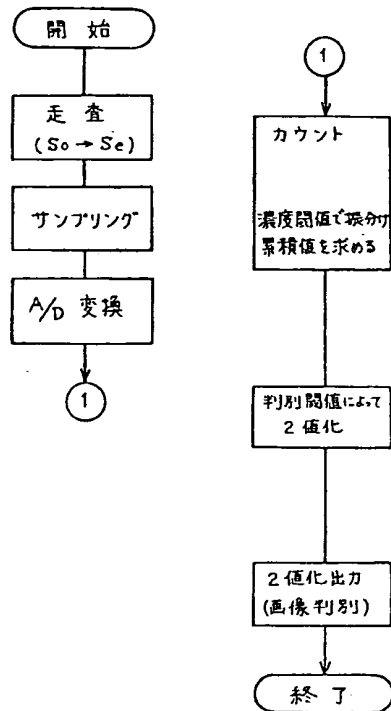 開始
走査
(So→Se)
サンプリング
A/D 変換
1
1
カウント
濃度閾値で振分け
累積値を求める
判別閾値によって
2値化
2値化出力
(画像判別)
終了